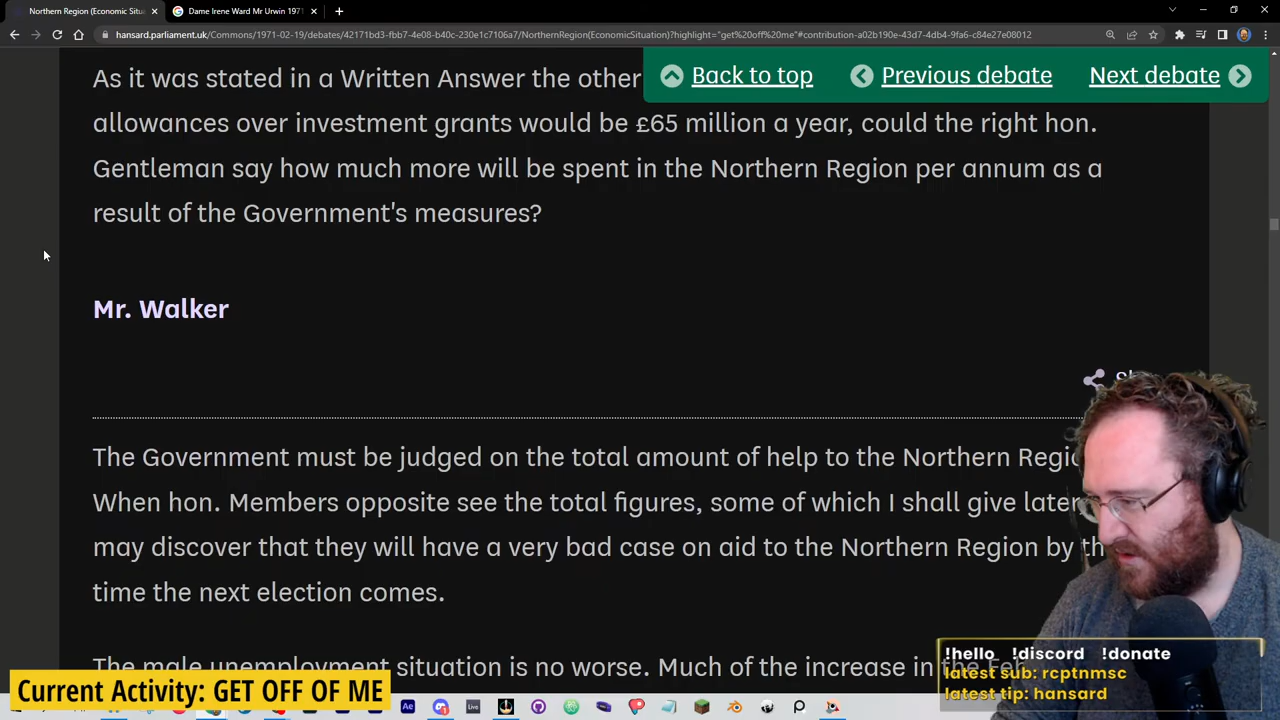 Northern Region (Economic Situa
Dame Irene Ward Mr Urwin 1971
hansard.parliament.uk/Commons/1971-02-19/debates/42171bd3-fbb7-4e08-b40c-230e1c7106a7/NorthernRegion(EconomicSituation)?highlight="get%20off%20me"#contribution-a02b190e-43d7-4db4-9fa6-c84e27e08012
Back to top
Previous debate
Next debate
As it was stated in a Written Answer the other
allowances over investment grants would be £65 million a year, could the right hon.
Gentleman say how much more will be spent in the Northern Region per annum as a
result of the Government's measures?
Mr. Walker
The Government must be judged on the total amount of help to the Northern
When hon. Members opposite see the total figures, some of which I shall give later
may discover that they will have a very bad case on aid to the Northern Region by
time the next election comes.
The male unemployment situation is no worse. Much of the increase in the
Current Activity: GET OFF OF ME
!hello !discord !donate
latest sub: rcptnmsc
latest tip: hansard